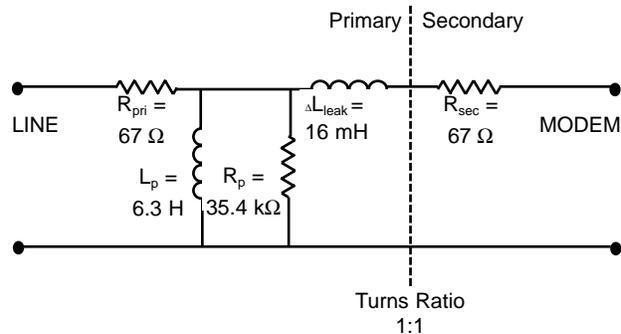 Primary Secondary
R_pri =
67 Ω
LINE
ΔL_leak =
16 mH
R_sec =
67 Ω
MODEM
L_p =
6.3 H
R_p =
35.4 kΩ
Turns Ratio
1:1